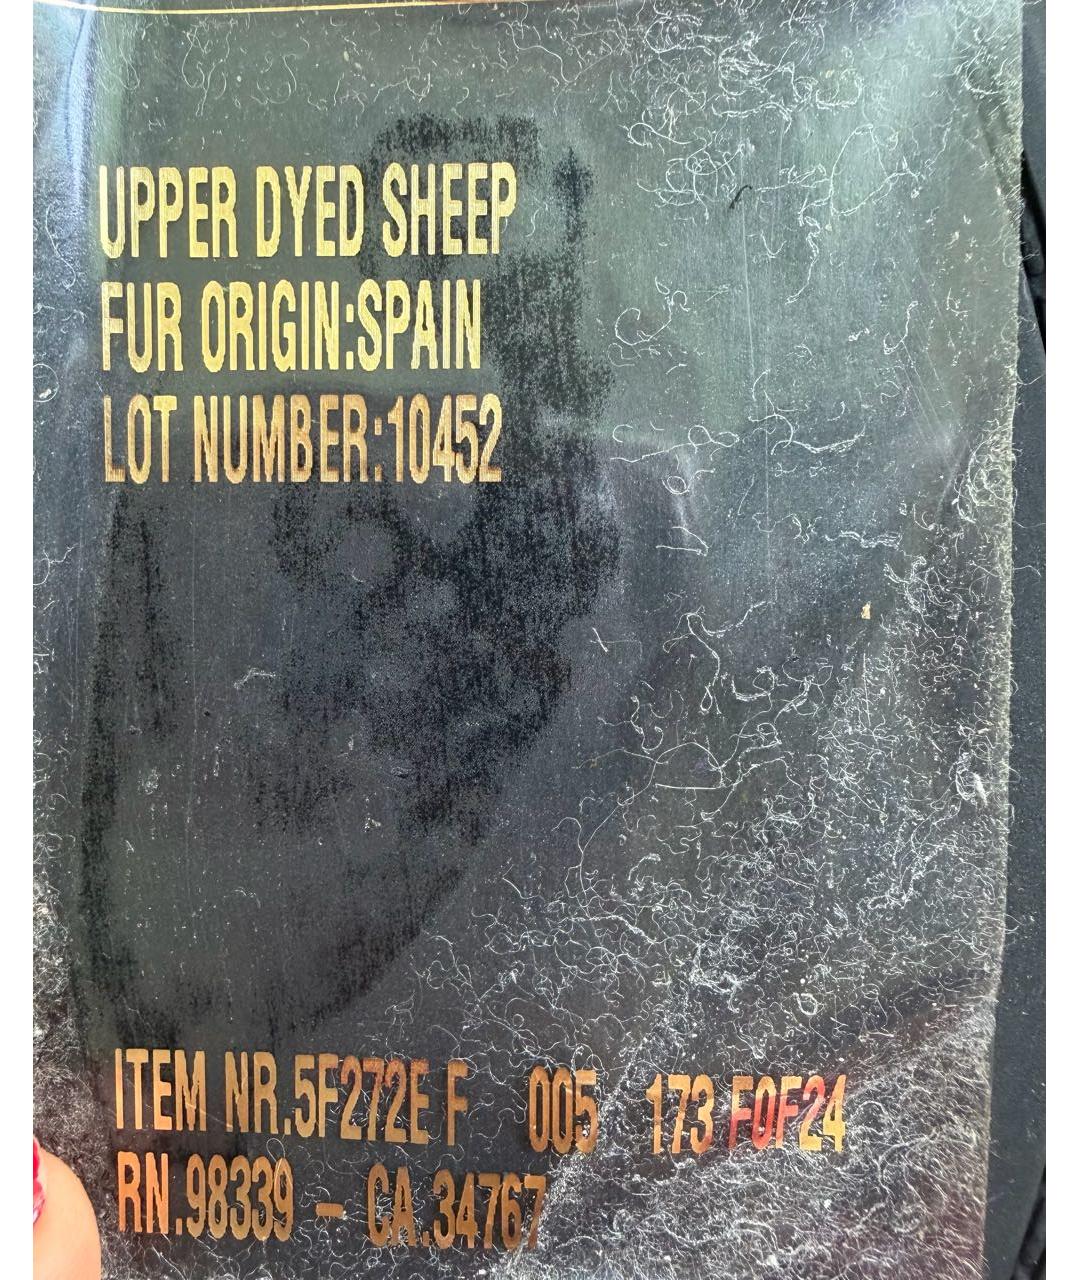 UPPER DYED SHEEP
FUR ORIGIN:SPAIN
LOT NUMBER:10452
ITEM NR.5F272E F 005 173 F0F24
RN.98339 - CA.34767